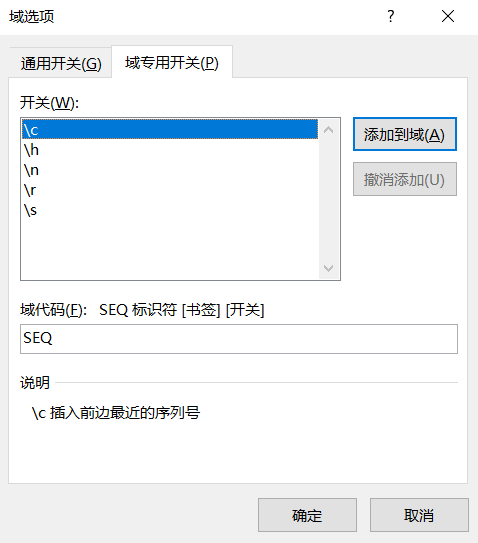 域选项
?
通用开关(G) 域专用开关(P)
开关(W):
\c
\h
\n
\r
\s
添加到域(A)
撤消添加(U)
域代码(F): SEQ 标识符 [书签] [开关]
SEQ
说明
\c 插入前边最近的序列号
确定 取消